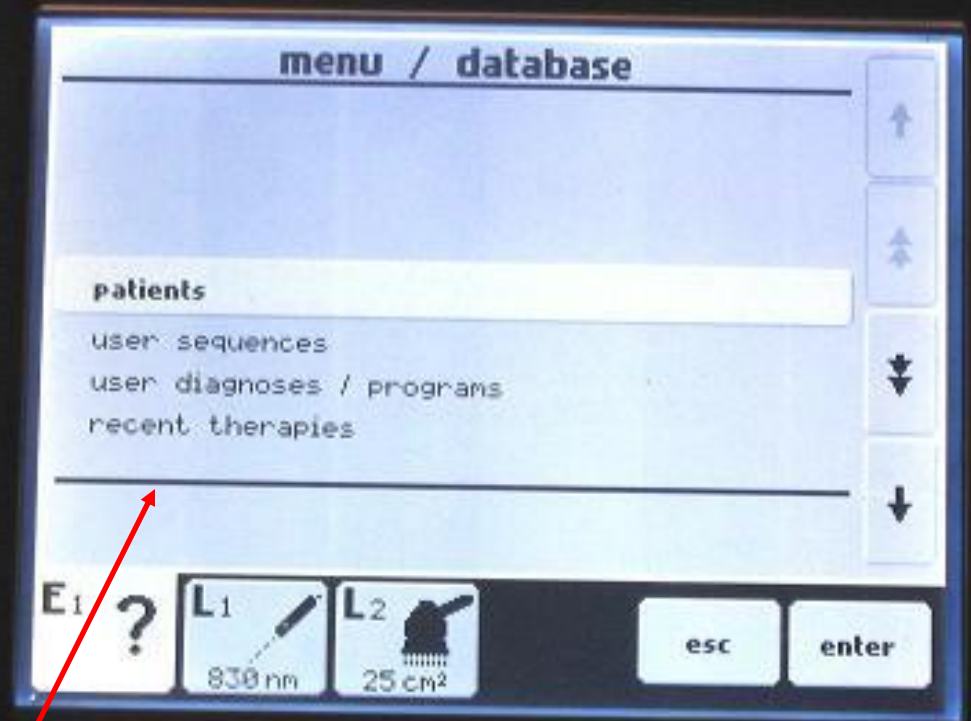 menu / database
patients
user sequences
user diagnoses / programs
recent therapies
E1 ?
L1
830 nm
L2
25 cm²
esc
enter